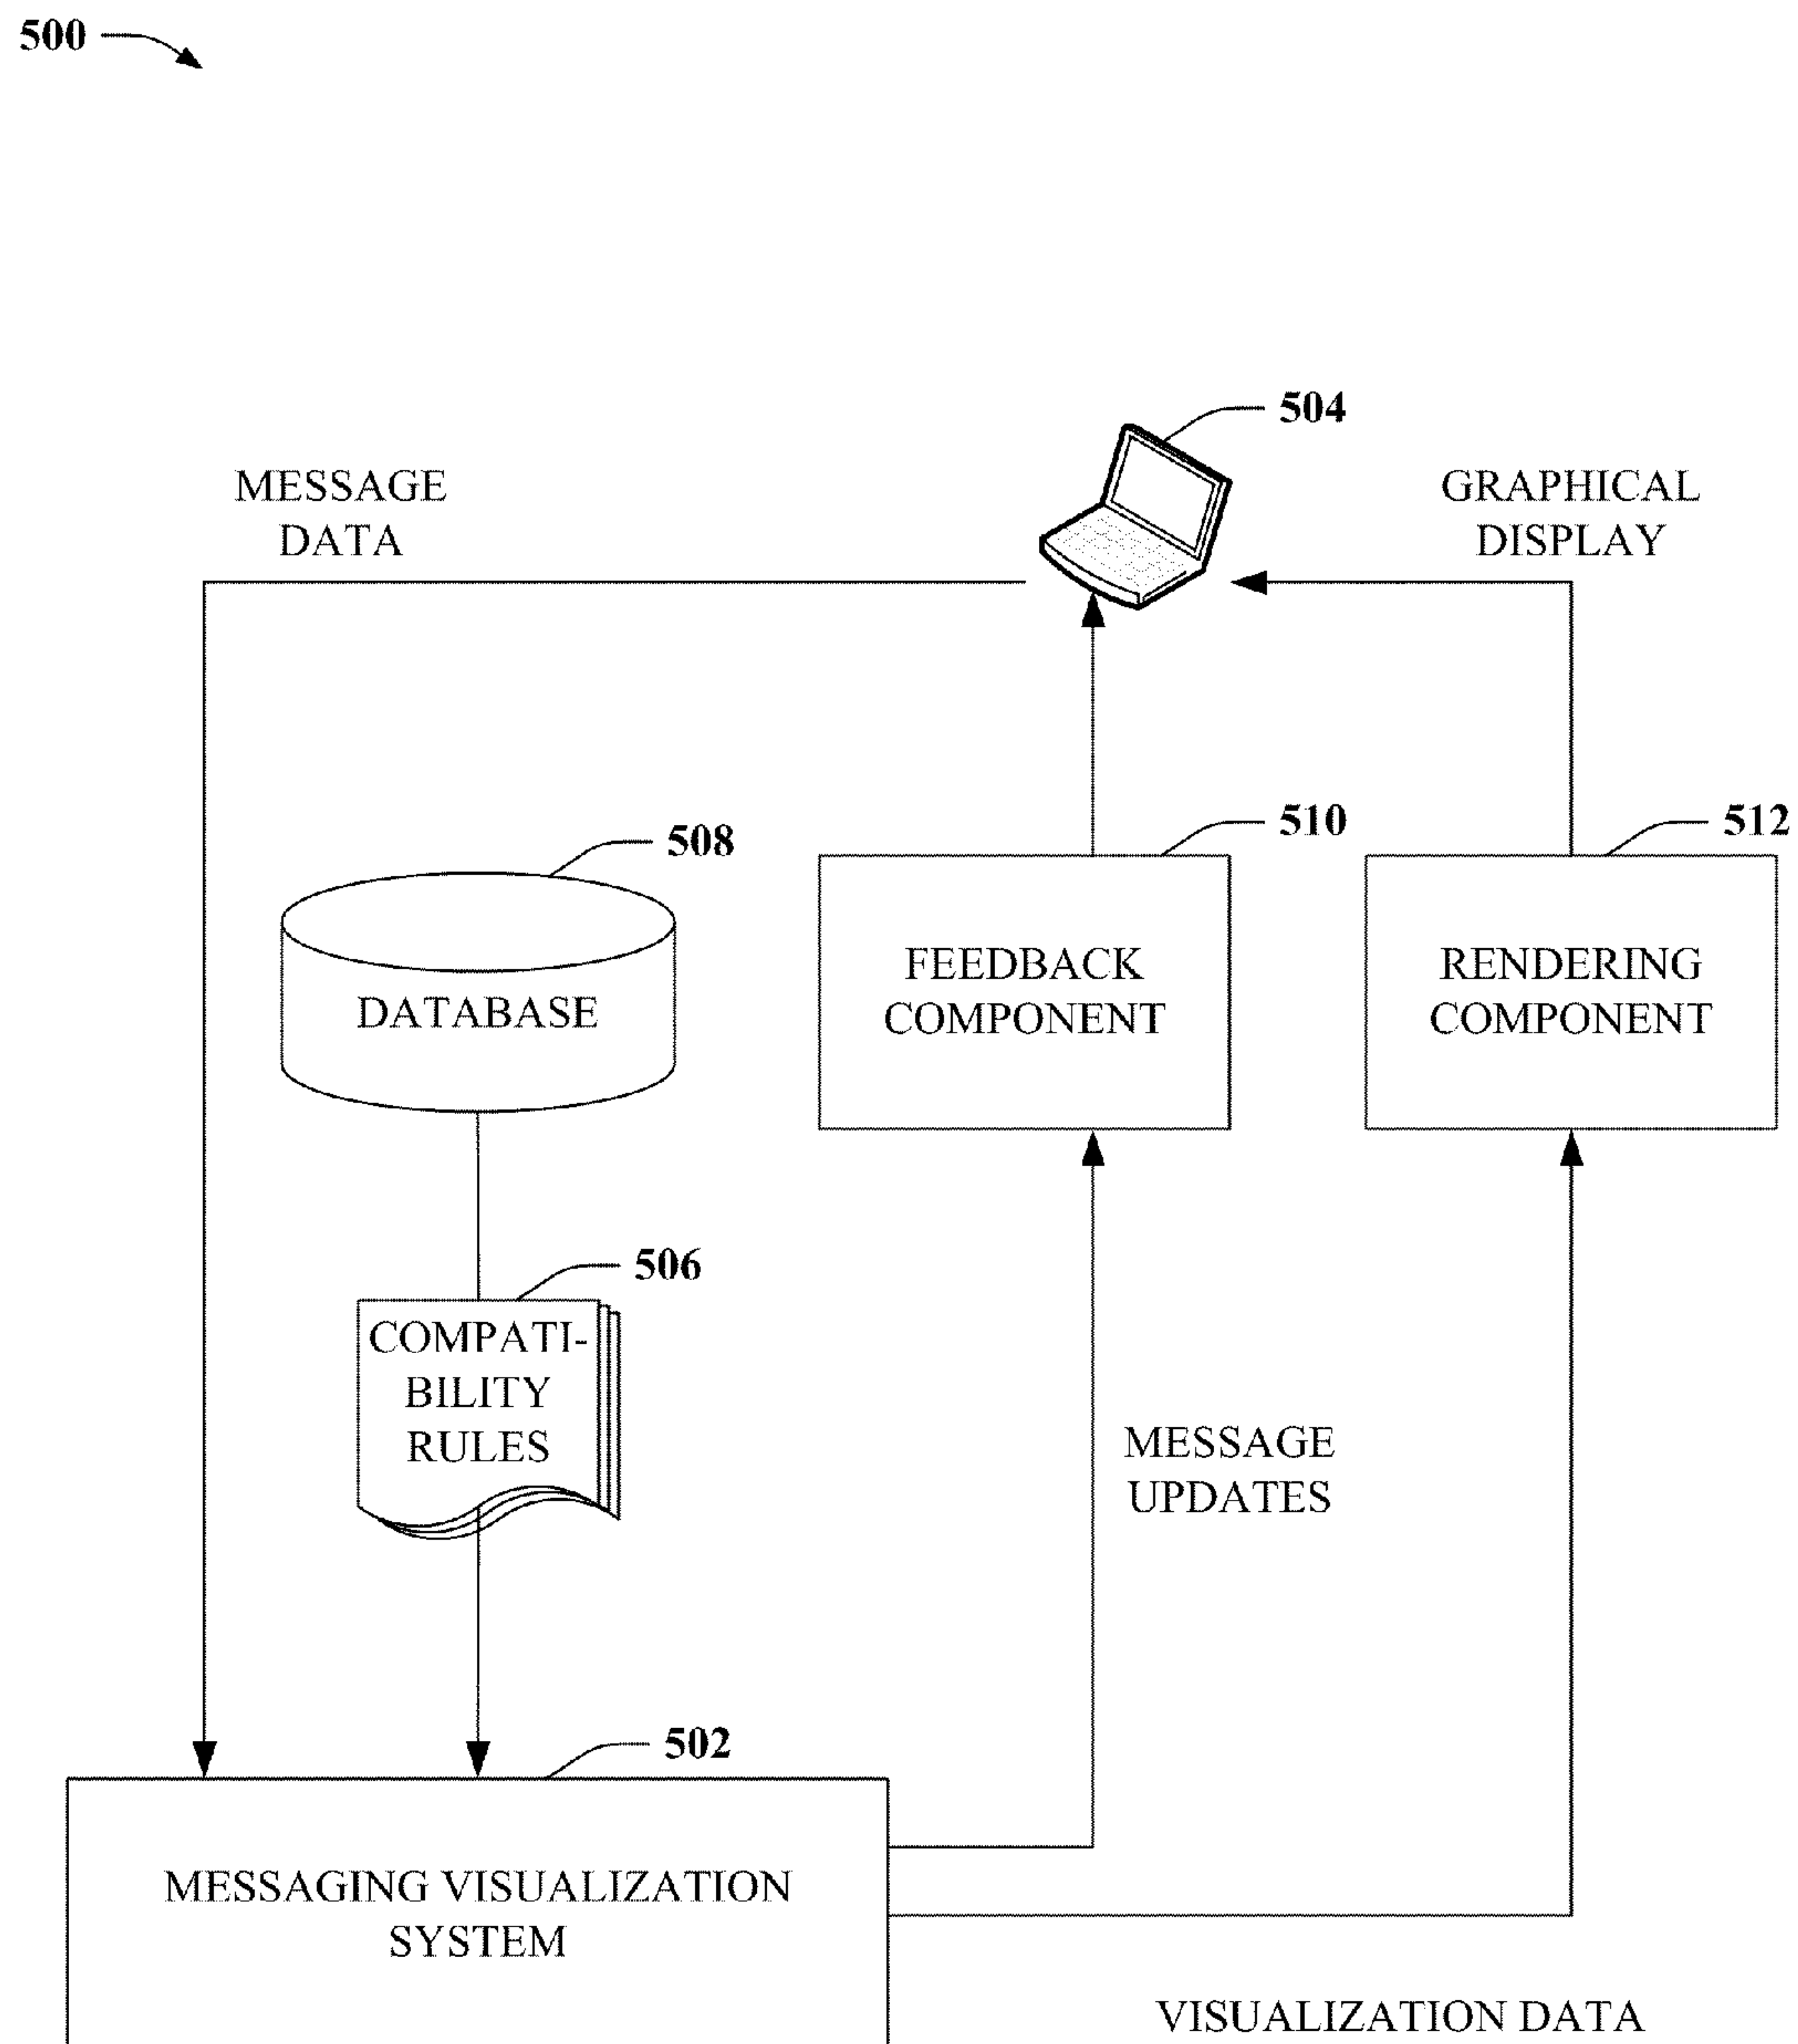 500
504
MESSAGE
DATA
GRAPHICAL
DISPLAY
508
510
512
DATABASE
FEEDBACK
COMPONENT
RENDERING
COMPONENT
506
COMPATI-
BILITY
RULES
MESSAGE
UPDATES
502
MESSAGING VISUALIZATION
SYSTEM
VISUALIZATION DATA